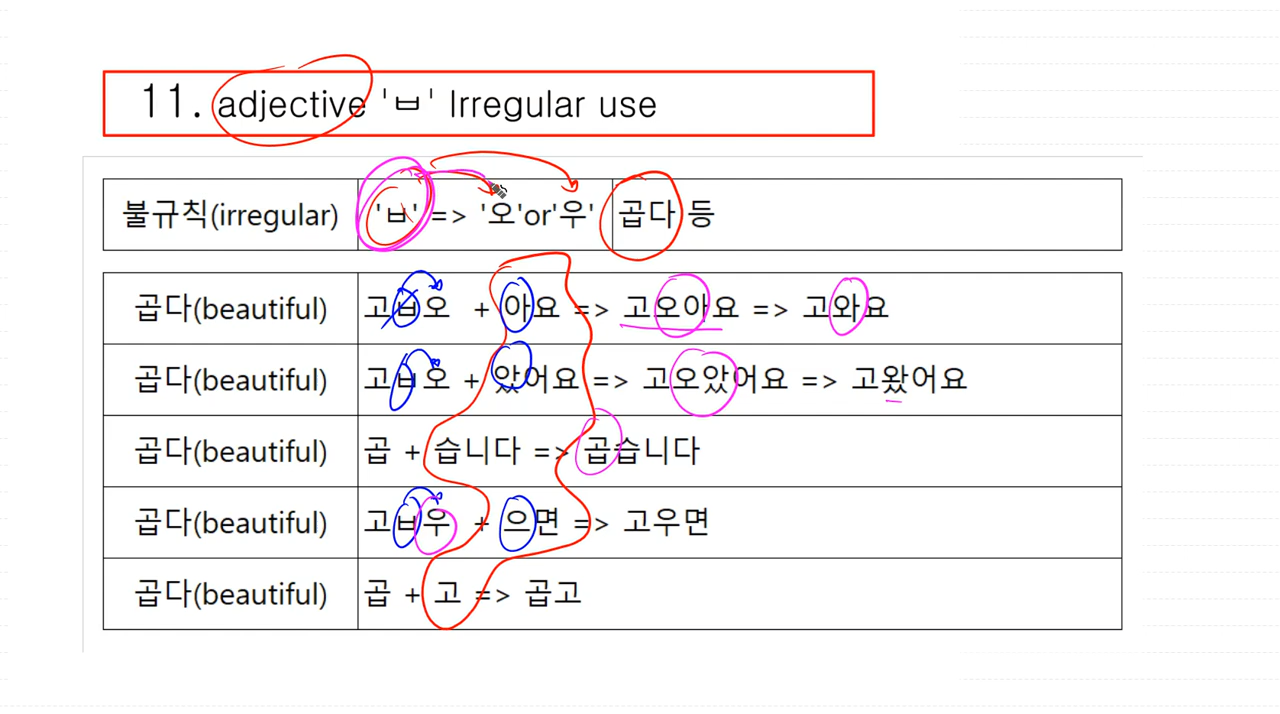 11. adjective 'ㅂ' Irregular use
불규칙(irregular) 'ㅂ' => '오'or'우' 곱다 등
곱다(beautiful) 고ㅂ오 + 아요 => 고오아요 => 고와요
곱다(beautiful) 고ㅂ오 + 았어요 => 고오았어요 => 고왔어요
곱다(beautiful) 곱 + 습니다 => 곱습니다
곱다(beautiful) 고ㅂ우 + 으면 => 고우면
곱다(beautiful) 곱 + 고 => 곱고